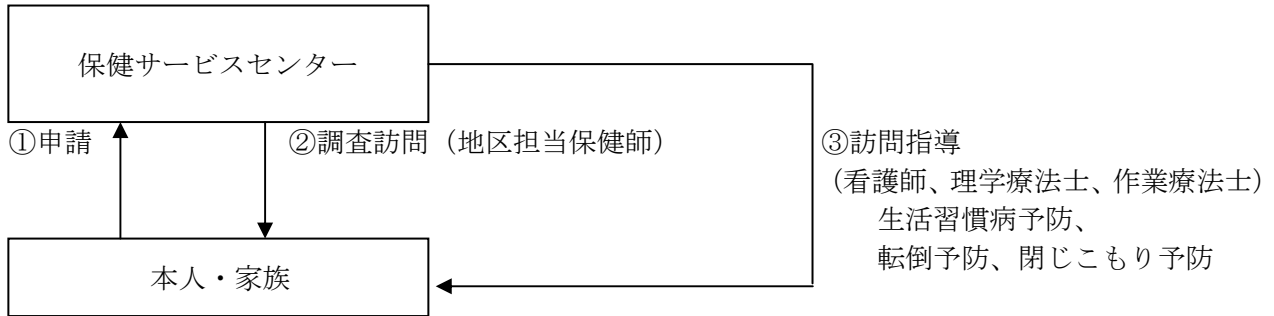 保健サービスセンター
①申請
②調査訪問（地区担当保健師）
③訪問指導
（看護師、理学療法士、作業療法士）
生活習慣病予防、
転倒予防、閉じこもり予防
本人・家族